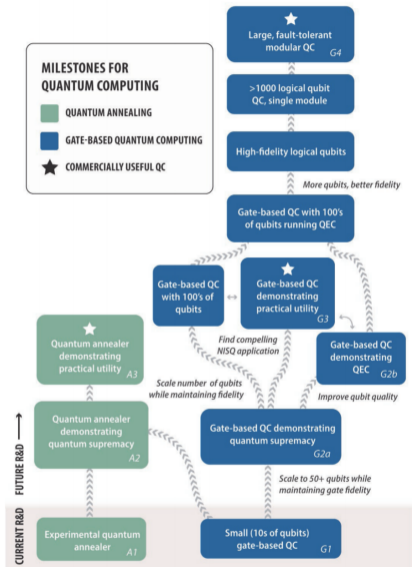 Large, fault-tolerant
modular QC
G4
MILESTONES FOR
QUANTUM COMPUTING
QUANTUM ANNEALING
GATE-BASED QUANTUM COMPUTING
COMMERCIALLY USEFUL QC
>1000 logical qubit
QC, single module
High-fidelity logical qubits
More qubits, better fidelity
Gate-based QC with 100's
of qubits running QEC
Gate-based QC
with 100's of
qubits
Gate-based QC
demonstrating
practical utility
G3
Find compelling
NISQ application
Gate-based QC
demonstrating
QEC
G2b
Quantum annealer
demonstrating
practical utility
A3
Scale number of qubits
while maintaining fidelity
Improve qubit quality
Quantum annealer
demonstrating
quantum supremacy
A2
Gate-based QC demonstrating
quantum supremacy
G2a
Scale to 50+ qubits while
maintaining gate fidelity
FUTURE R&D
CURRENT R&D
Experimental quantum
annealer
A1
Small (10s of qubits)
gate-based QC
G1